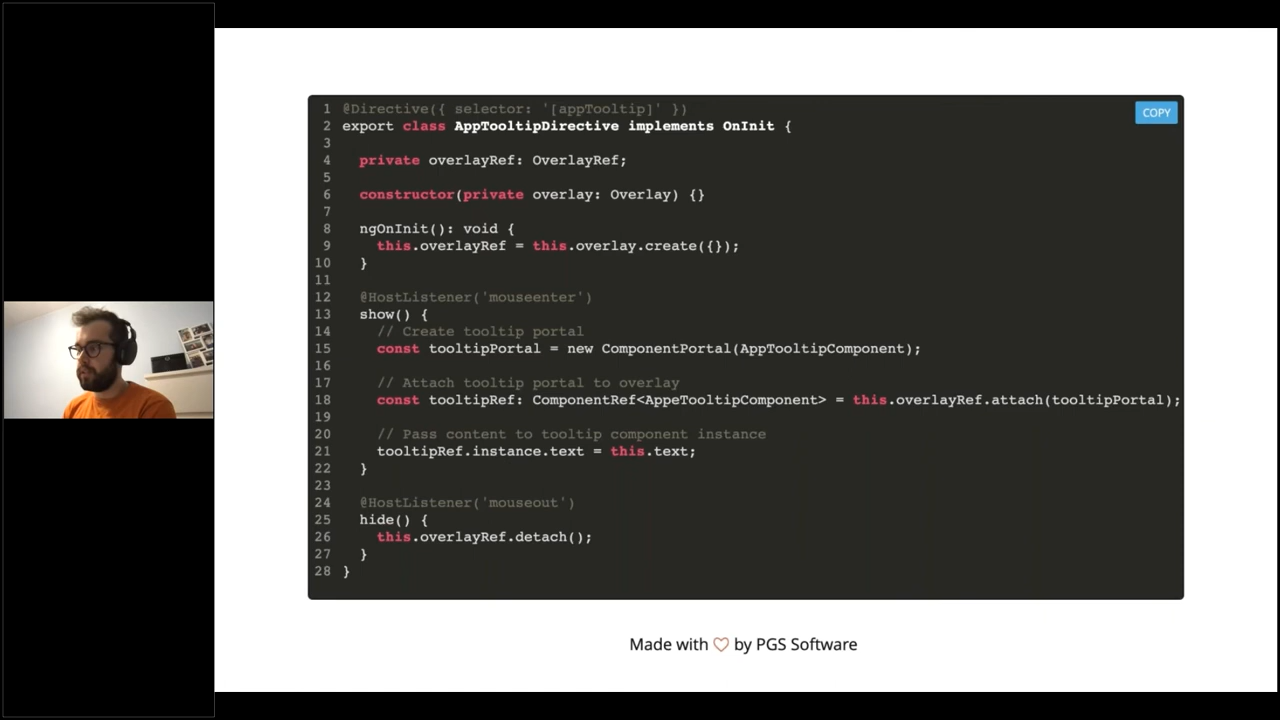 1 @Directive({ selector: '[appTooltip]' })
2 export class AppTooltipDirective implements OnInit {
3
4 private overlayRef: OverlayRef;
5
6 constructor(private overlay: Overlay) {}
7
8 ngOnInit(): void {
9 this.overlayRef = this.overlay.create({});
10 }
11
12 @HostListener('mouseenter')
13 show() {
14 // Create tooltip portal
15 const tooltipPortal = new ComponentPortal(AppTooltipComponent);
16
17 // Attach tooltip portal to overlay
18 const tooltipRef: ComponentRef<AppeTooltipComponent> = this.overlayRef.attach(tooltipPortal);
19
20 // Pass content to tooltip component instance
21 tooltipRef.instance.text = this.text;
22 }
23
24 @HostListener('mouseout')
25 hide() {
26 this.overlayRef.detach();
27 }
28 }
COPY
Made with ♡ by PGS Software